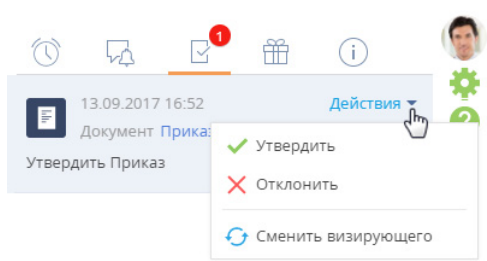 1
13.09.2017 16:52
Действия
Документ Приказ
Утвердить Приказ
Утвердить
Отклонить
Сменить визирующего